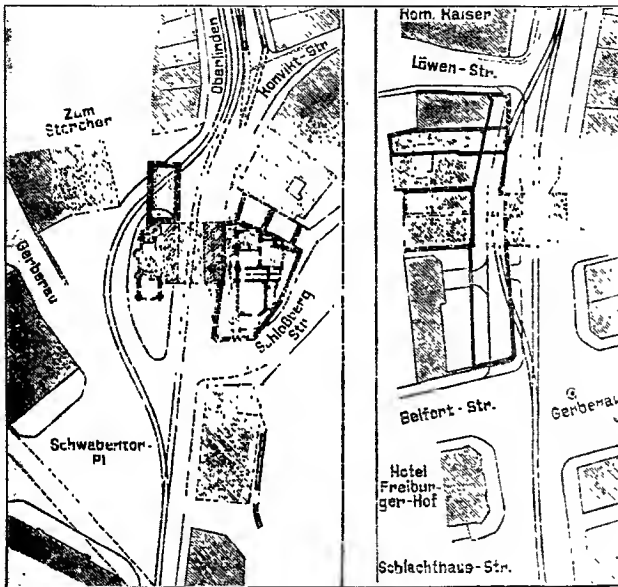 Oberlinden
Konvikt-Str
Zum
Storchen
Gerberau
Schloßberg
Str
Schwabentor-
Pl
Rom. Kaiser
Löwen-Str.
Belfort-Str.
Gerberau
Hotel
Freibur-
ger-Hof
Schlachthaus-Str.